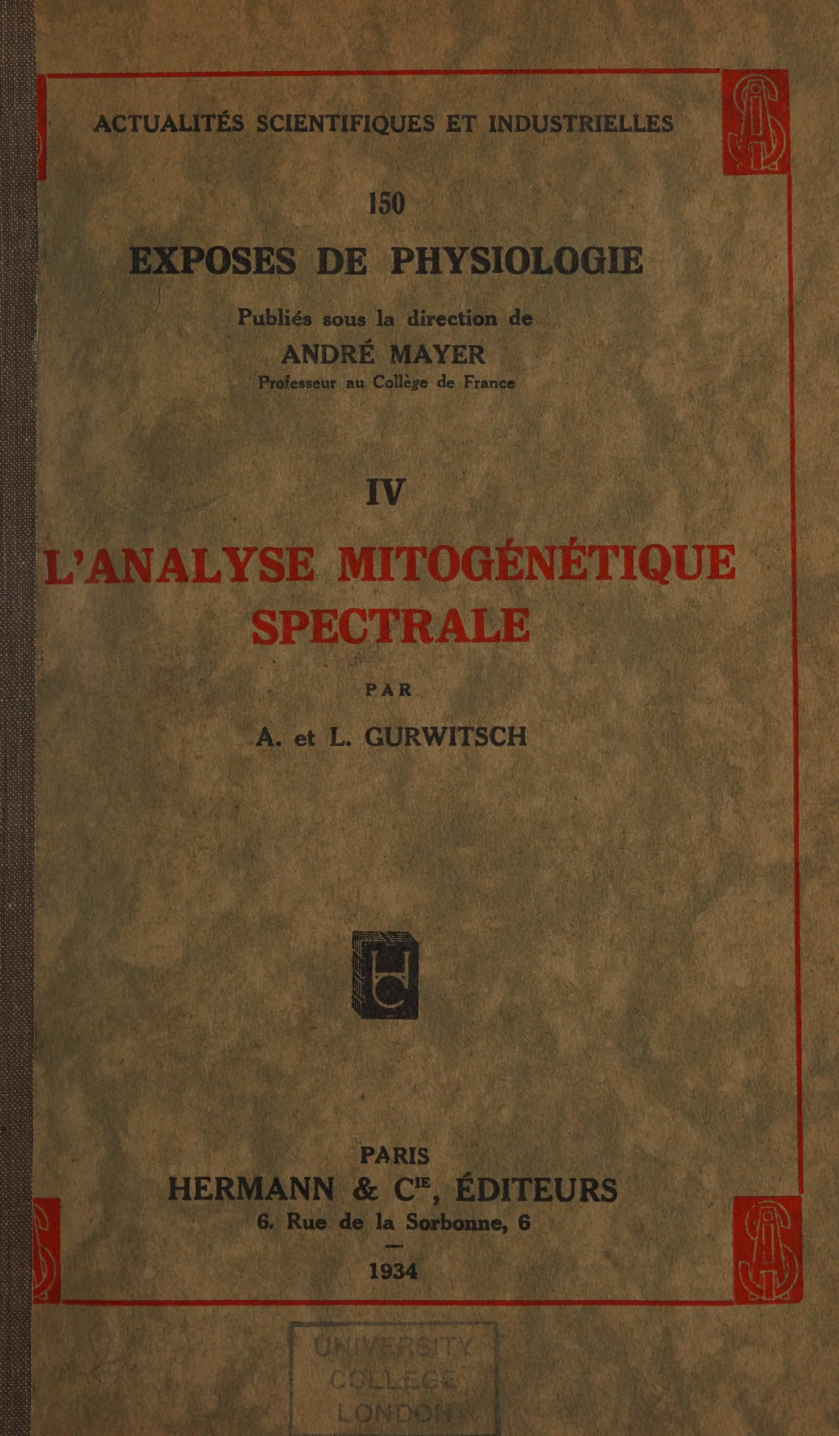 ACTUALITÉS SCIENTIFIQUES ET INDUSTRIELLES
150
EXPOSES DE PHYSIOLOGIE
Publiés sous la direction de
ANDRÉ MAYER
Professeur au Collège de France
IV
L'ANALYSE MITOGÉNÉTIQUE
SPECTRALE
PAR
A. et L. GURWITSCH
HC
PARIS
HERMANN & CIE, ÉDITEURS
6, Rue de la Sorbonne, 6
1934
UNIVERSITY
COLLEGE
LONDON